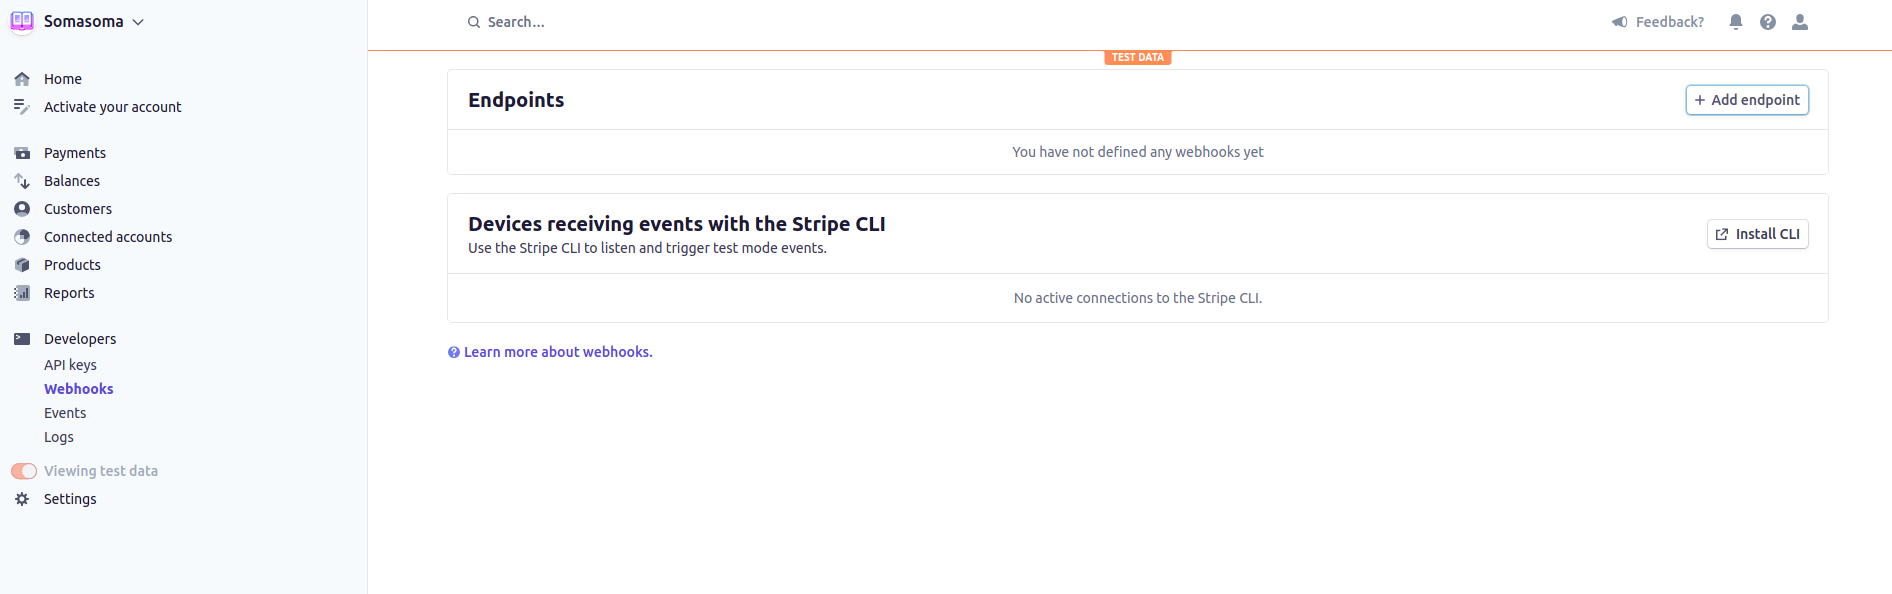 Somasoma
Search...
Feedback?
TEST DATA
Home
Activate your account
Payments
Balances
Customers
Connected accounts
Products
Reports
Developers
API keys
Webhooks
Events
Logs
Viewing test data
Settings
Endpoints
+ Add endpoint
You have not defined any webhooks yet
Devices receiving events with the Stripe CLI
Use the Stripe CLI to listen and trigger test mode events.
Install CLI
No active connections to the Stripe CLI.
Learn more about webhooks.